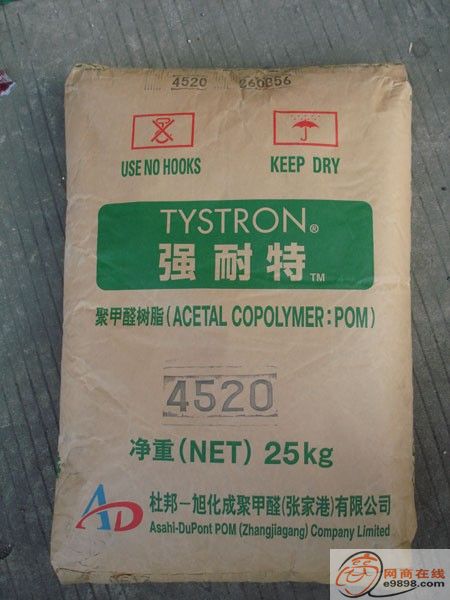 4520 260856
USE NO HOOKS KEEP DRY
TYSTRON®
强耐特™
聚甲醛树脂(ACETAL COPOLYMER:POM)
4520
净重(NET) 25kg
AD 杜邦－旭化成聚甲醛(张家港)有限公司
Asahi-DuPont POM (Zhangjiagang) Company Limited
网商在线
e9898.com